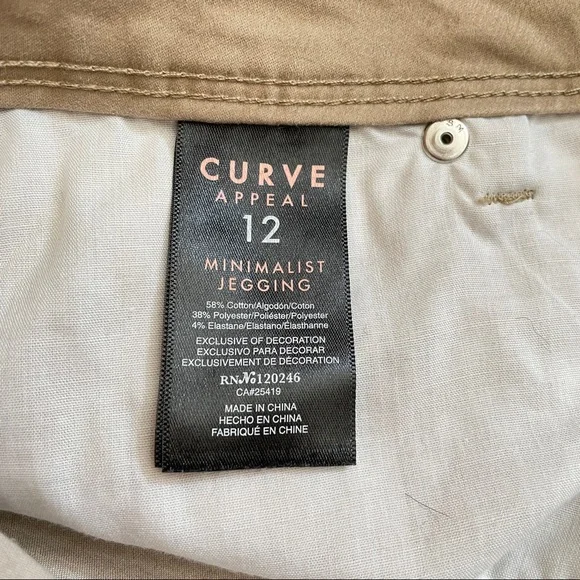 CURVE
APPEAL
12
MINIMALIST
JEGGING
58% Cotton/Algodón/Coton
38% Polyester/Poliéster/Polyester
4% Elastane/Elastano/Élasthanne
EXCLUSIVE OF DECORATION
EXCLUSIVO PARA DECORAR
EXCLUSIVEMENT DE DÉCORATION
RN№120246
CA#25419
MADE IN CHINA
HECHO EN CHINA
FABRIQUÉ EN CHINE